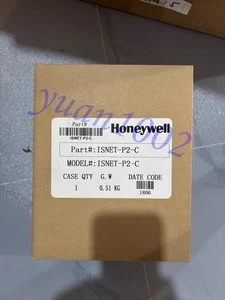 Part#
ISNET-P2-C
Honeywell
Part#:ISNET-P2-C
MODEL#:ISNET-P2-C
CASE QTY G.W DATE CODE
1 0.51 KG 1806
yuan1002